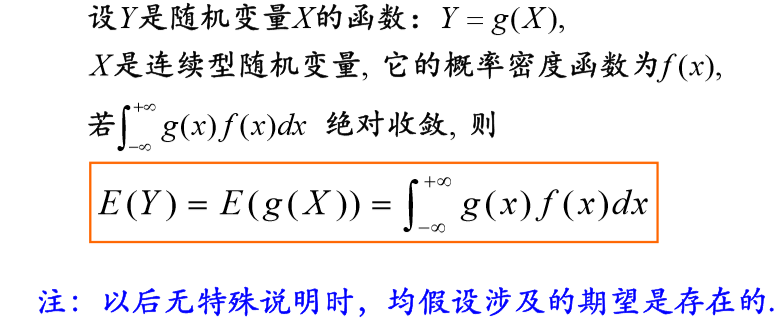 设Y是随机变量X的函数：Y = g(X),
X是连续型随机变量, 它的概率密度函数为f(x),
若∫_{-∞}^{+∞} g(x)f(x)dx 绝对收敛, 则
E(Y) = E(g(X)) = ∫_{-∞}^{+∞} g(x)f(x)dx
注：以后无特殊说明时，均假设涉及的期望是存在的.